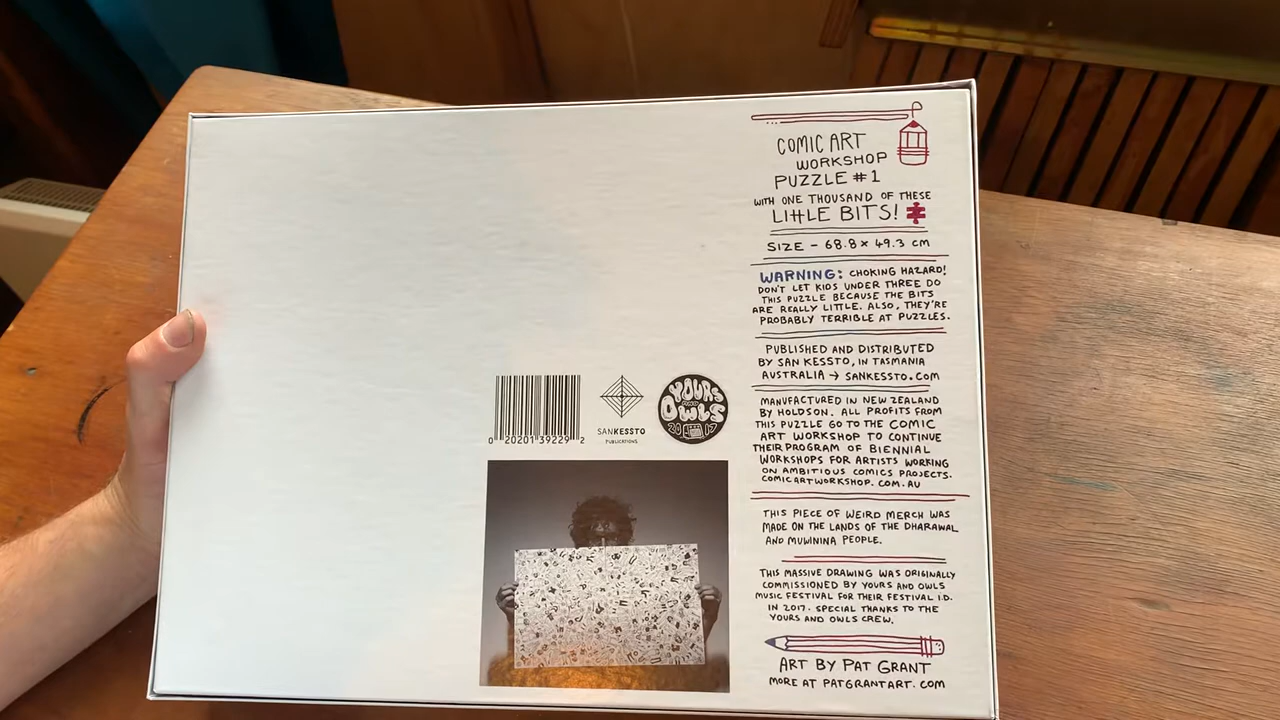 COMIC ART
WORKSHOP
PUZZLE #1
WITH ONE THOUSAND OF THESE
LITTLE BITS!
SIZE - 68.8 x 49.3 CM
WARNING: CHOKING HAZARD!
DON'T LET KIDS UNDER THREE DO
THIS PUZZLE BECAUSE THE BITS
ARE REALLY LITTLE. ALSO, THEY'RE
PROBABLY TERRIBLE AT PUZZLES.
PUBLISHED AND DISTRIBUTED
BY SAN KESSTO, IN TASMANIA
AUSTRALIA → SANKESSTO.COM
MANUFACTURED IN NEW ZEALAND
BY HOLDSON. ALL PROFITS FROM
THIS PUZZLE GO TO THE COMIC
ART WORKSHOP TO CONTINUE
THEIR PROGRAM OF BIENNIAL
WORKSHOPS FOR ARTISTS WORKING
ON AMBITIOUS COMICS PROJECTS.
COMICARTWORKSHOP.COM.AU
THIS PIECE OF WEIRD MERCH WAS
MADE ON THE LANDS OF THE DHARAWAL
AND MUWININA PEOPLE.
THIS MASSIVE DRAWING WAS ORIGINALLY
COMMISSIONED BY YOURS AND OWLS
MUSIC FESTIVAL FOR THEIR FESTIVAL I.D.
IN 2017. SPECIAL THANKS TO THE
YOURS AND OWLS CREW.
ART BY PAT GRANT
MORE AT PATGRANTART.COM
0 20201 39229 2
SANKESSTO
PUBLICATIONS
YOURS
AND
OWLS
2017